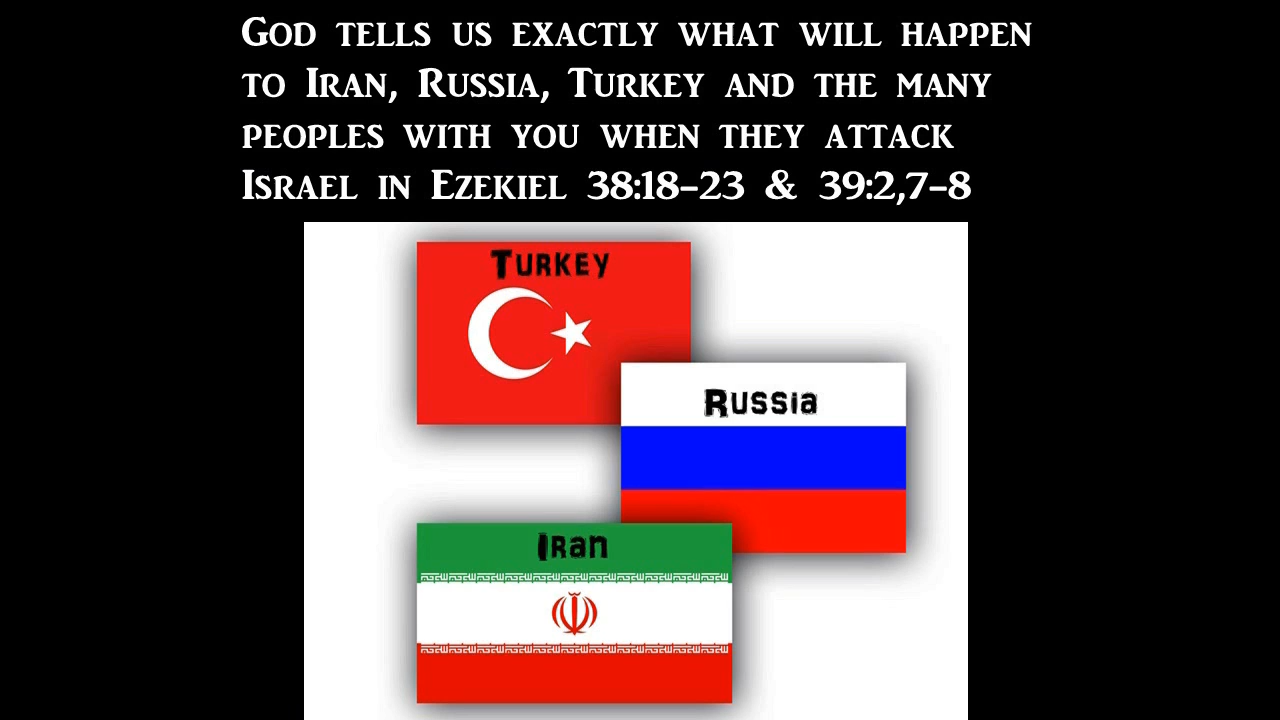 God tells us exactly what will happen
to Iran, Russia, Turkey and the many
peoples with you when they attack
Israel in Ezekiel 38:18-23 & 39:2,7-8
Turkey
Russia
Iran